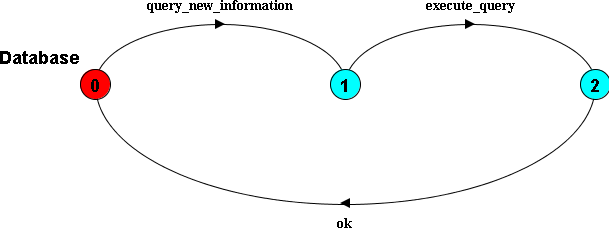 query_new_information
execute_query
Database
0
1
2
ok